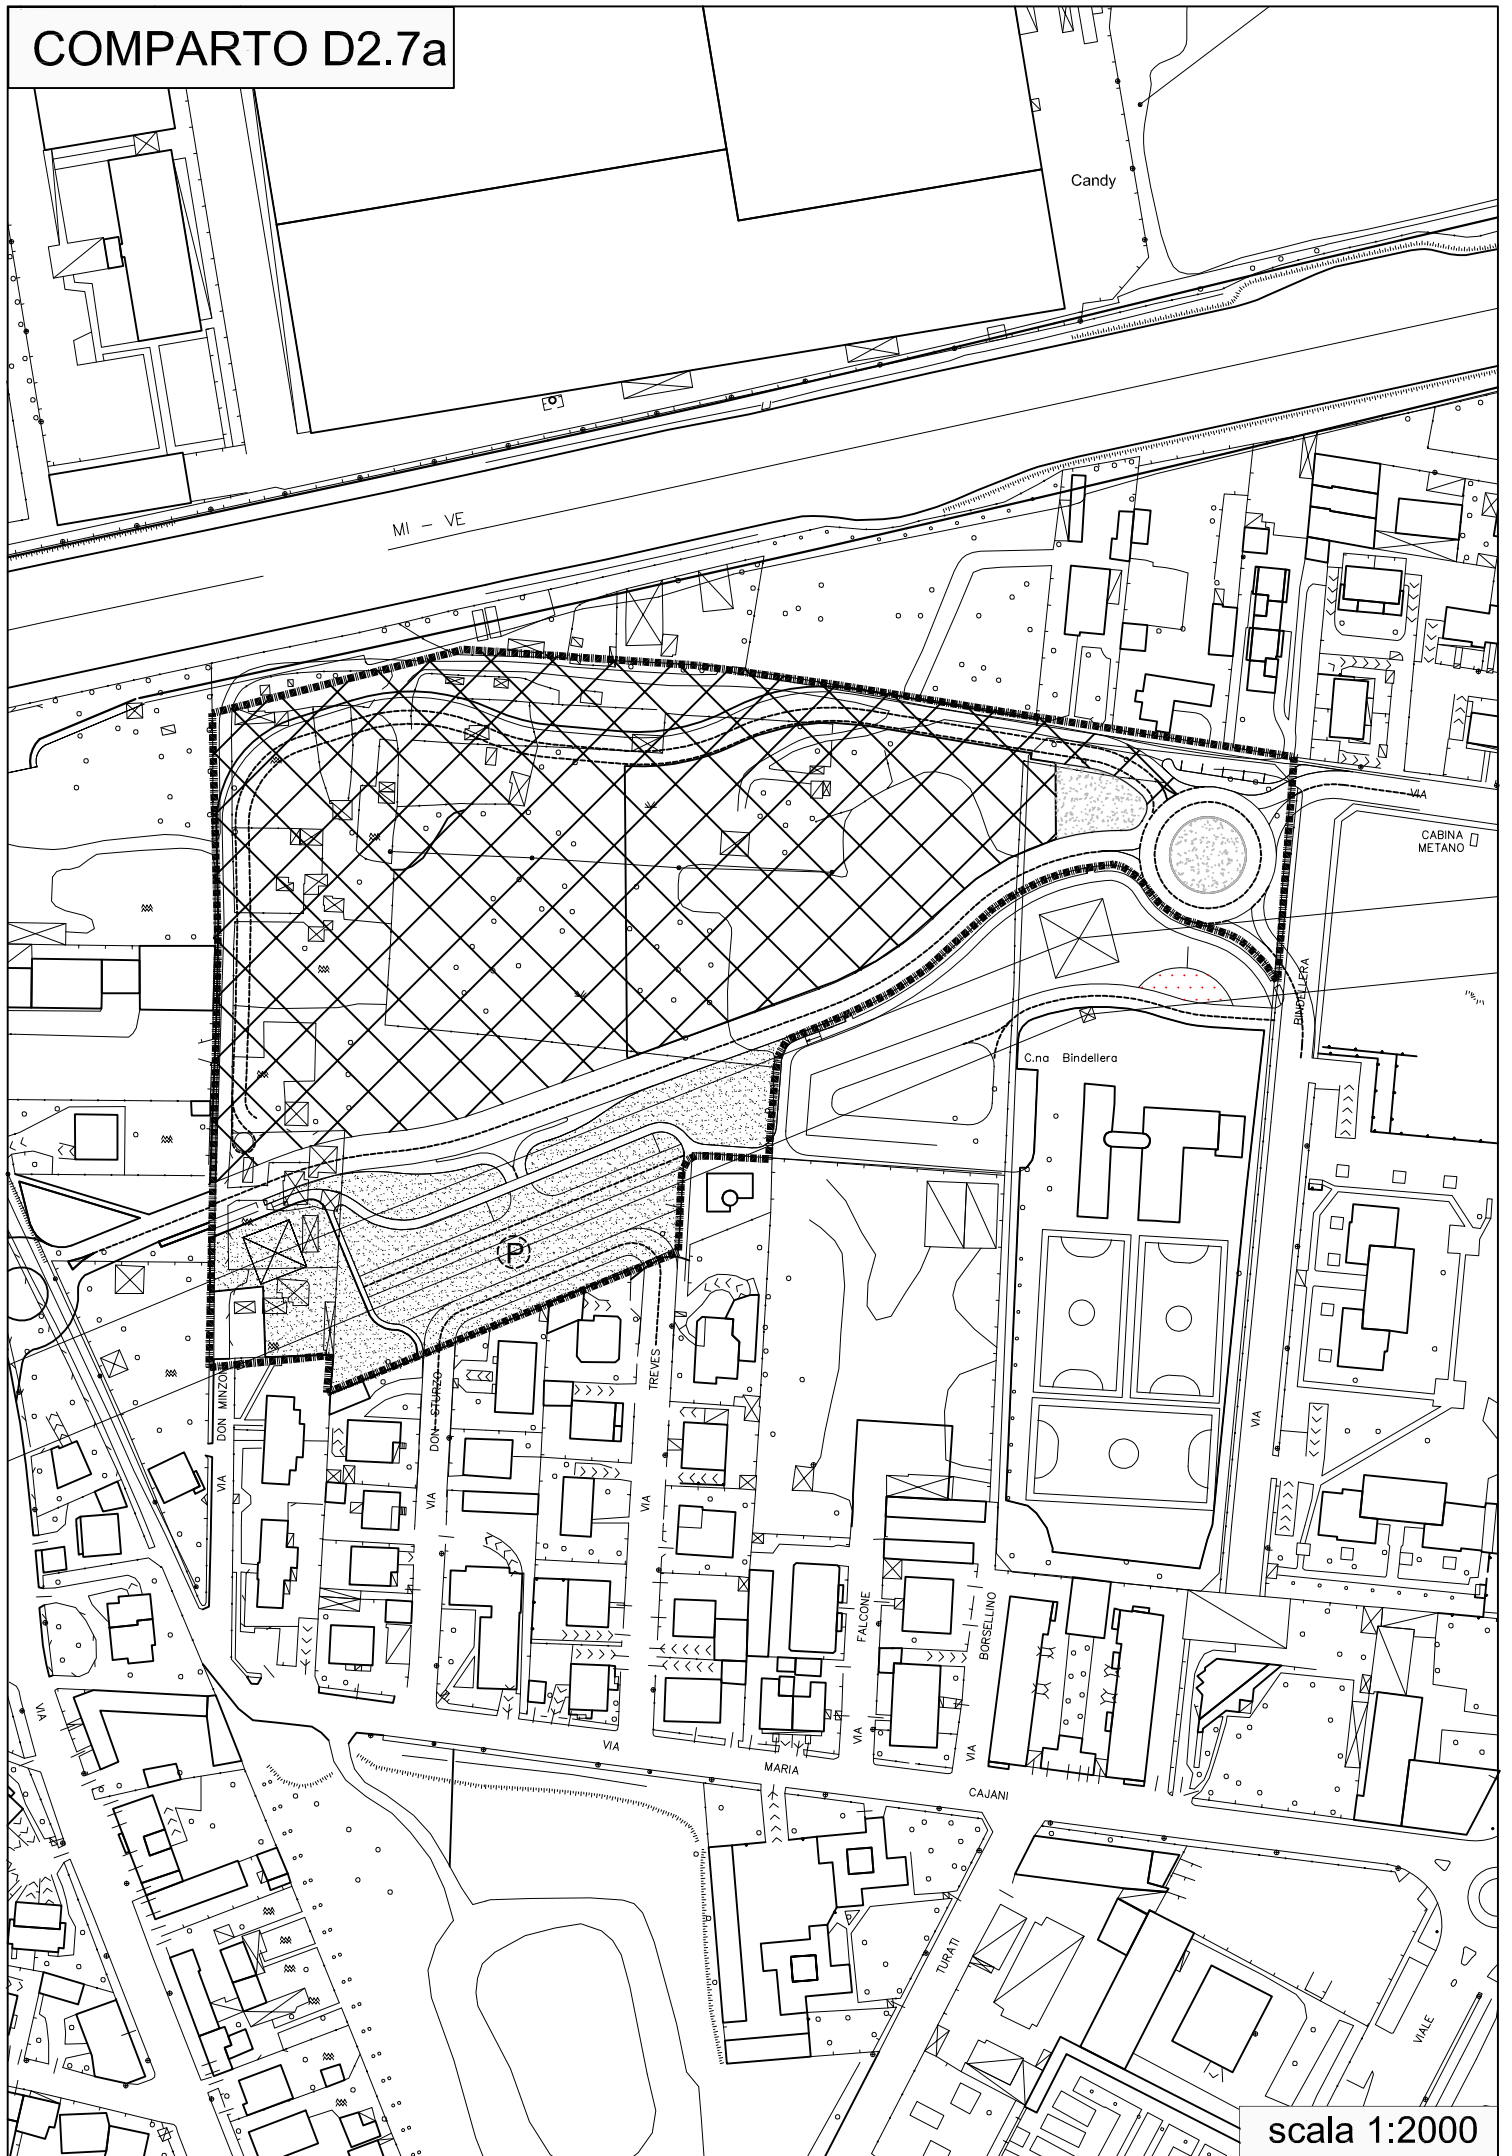 COMPARTO D2.7a
Candy
MI – VE
VIA
CABINA
METANO
BINDELLERA
C.na Bindellera
P
DON MINZONI
DON STURZO
TREVES
VIA
VIA
VIA
VIA
FALCONE
BORSELLINO
VIA
VIA
VIA
VIA
MARIA
CAJANI
TURATI
VIALE
scala 1:2000